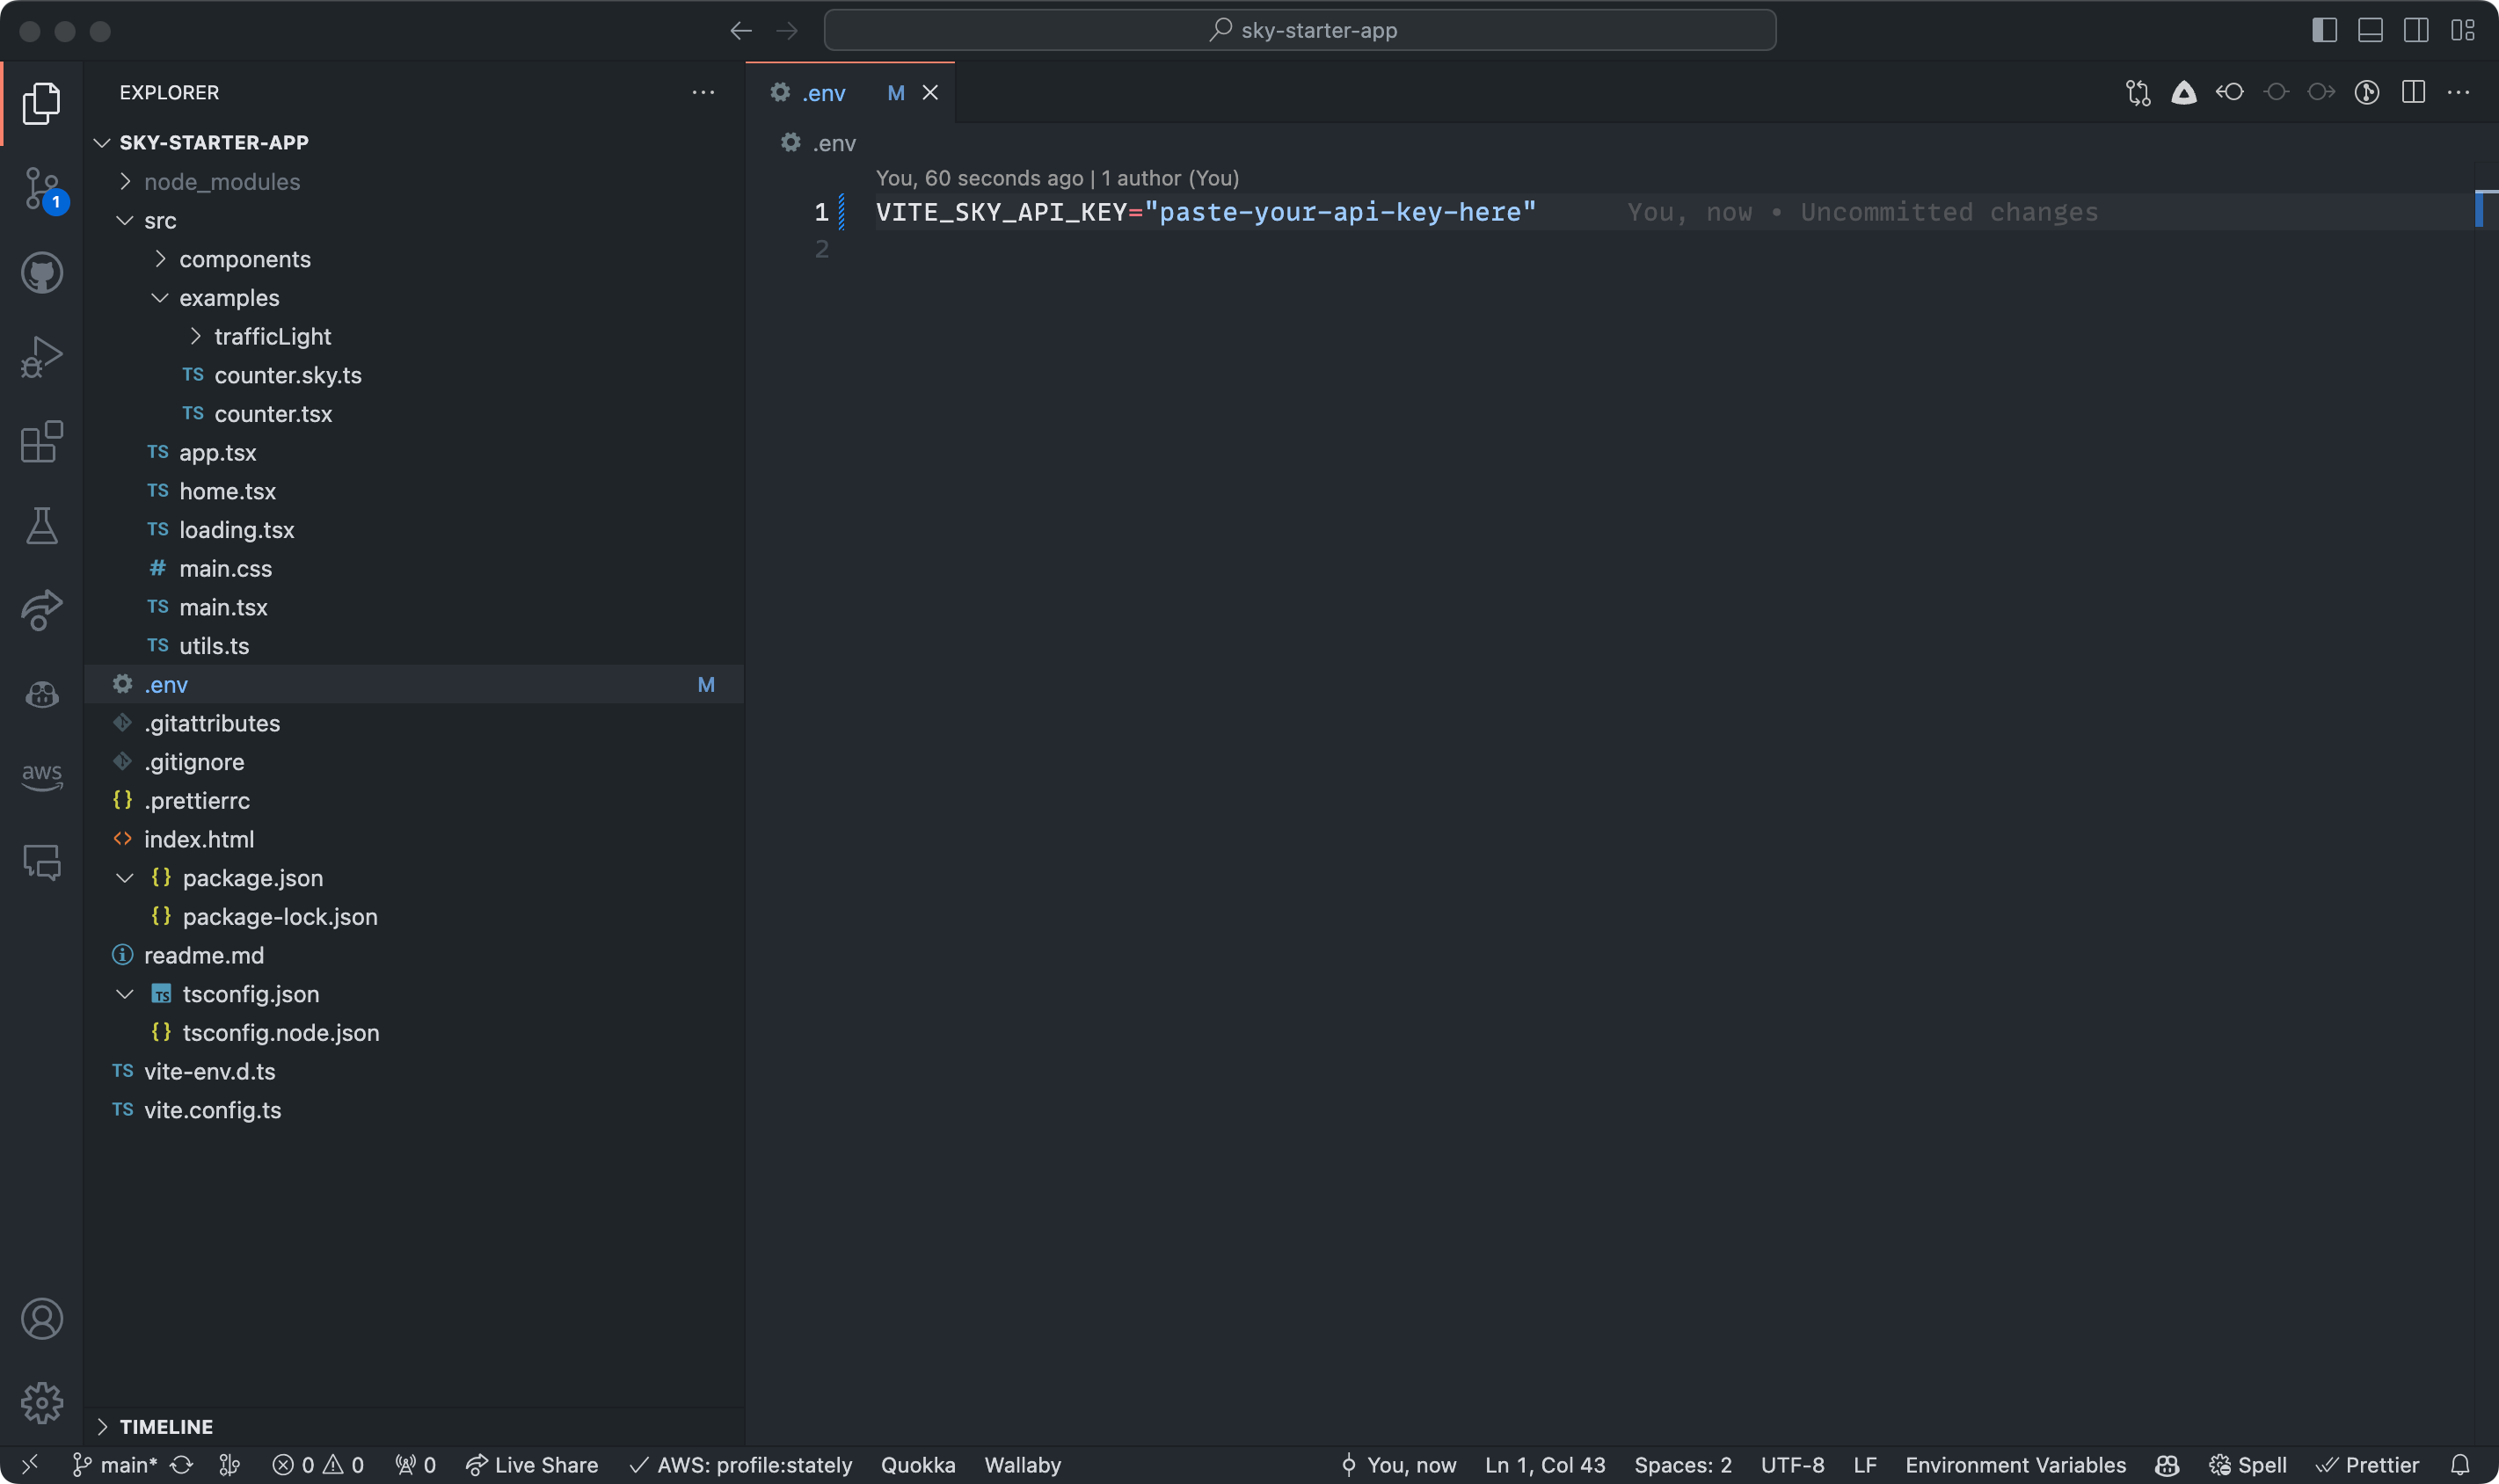 sky-starter-app
EXPLORER
SKY-STARTER-APP
node_modules
src
components
examples
trafficLight
TS counter.sky.ts
TS counter.tsx
TS app.tsx
TS home.tsx
TS loading.tsx
# main.css
TS main.tsx
TS utils.ts
.env M
.gitattributes
.gitignore
{} .prettierrc
<> index.html
{} package.json
{} package-lock.json
readme.md
TS tsconfig.json
{} tsconfig.node.json
TS vite-env.d.ts
TS vite.config.ts
TIMELINE
1
aws
.env M
.env
You, 60 seconds ago | 1 author (You)
1 VITE_SKY_API_KEY="paste-your-api-key-here" You, now • Uncommitted changes
2
main* 0 0 0 Live Share AWS: profile:stately Quokka Wallaby You, now Ln 1, Col 43 Spaces: 2 UTF-8 LF Environment Variables Spell Prettier